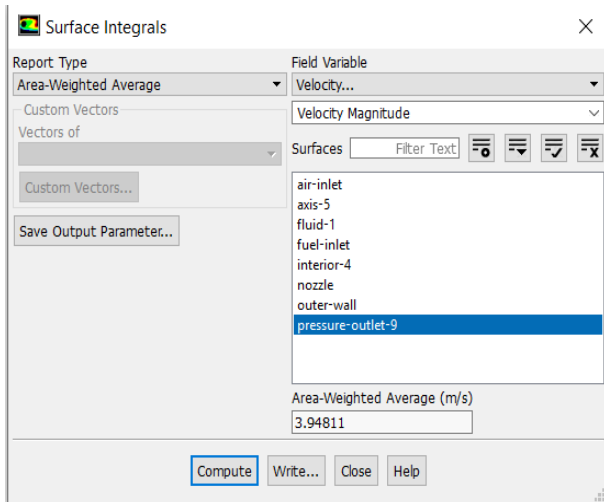 Surface Integrals
Report Type
Area-Weighted Average
Custom Vectors
Vectors of
Custom Vectors...
Save Output Parameter...
Field Variable
Velocity...
Velocity Magnitude
Surfaces Filter Text
air-inlet
axis-5
fluid-1
fuel-inlet
interior-4
nozzle
outer-wall
pressure-outlet-9
Area-Weighted Average (m/s)
3.94811
Compute Write... Close Help